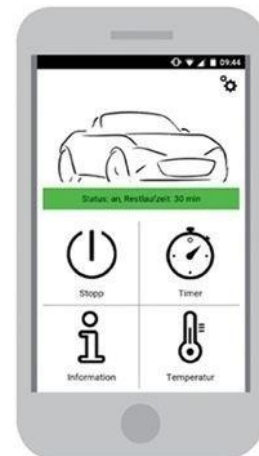 09:44
Status: an, Restlaufzeit: 30 min
Stopp
Timer
Information
Temperatur